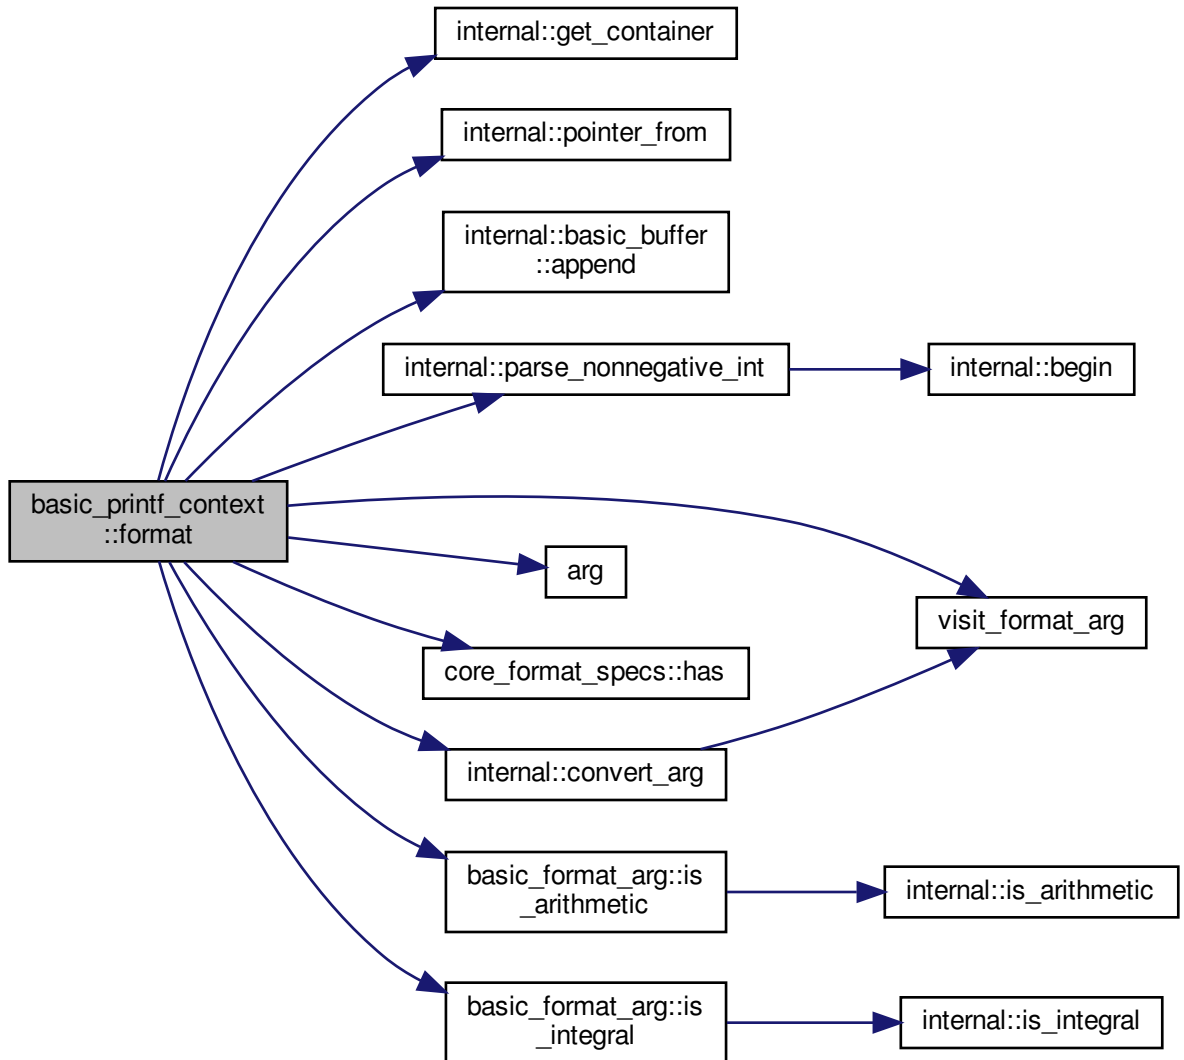 internal::get_container
internal::pointer_from
internal::basic_buffer
::append
internal::parse_nonnegative_int
internal::begin
basic_printf_context
::format
arg
visit_format_arg
core_format_specs::has
internal::convert_arg
basic_format_arg::is
_arithmetic
internal::is_arithmetic
basic_format_arg::is
_integral
internal::is_integral